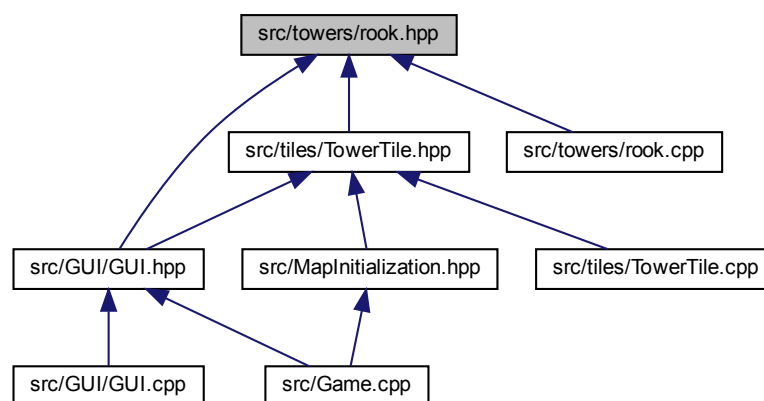 src/towers/rook.hpp
src/tiles/TowerTile.hpp
src/towers/rook.cpp
src/GUI/GUI.hpp
src/MapInitialization.hpp
src/tiles/TowerTile.cpp
src/GUI/GUI.cpp
src/Game.cpp